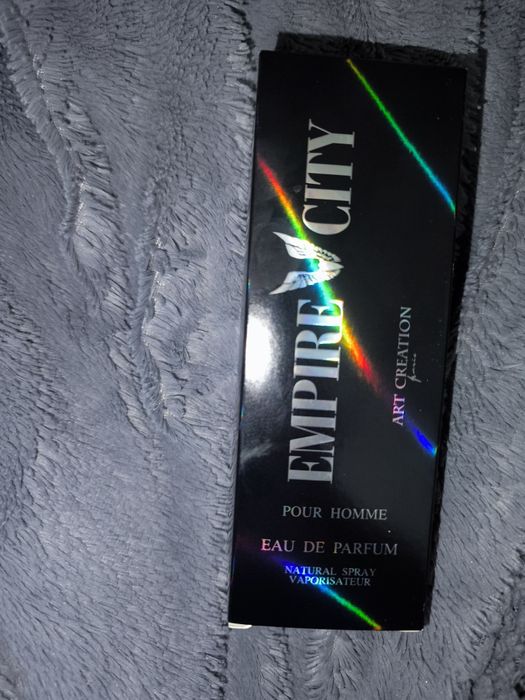 EMPIRE CITY
ART CREATION
POUR HOMME
EAU DE PARFUM
NATURAL SPRAY
VAPORISATEUR